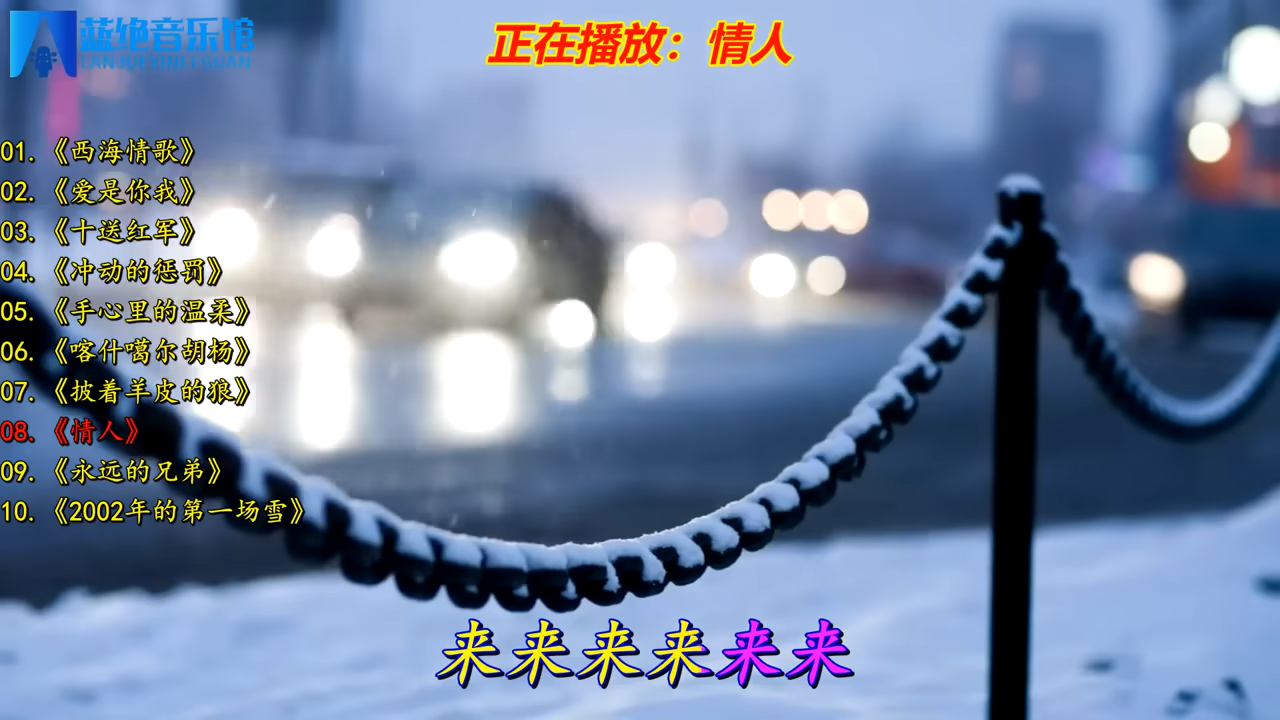 蓝绝音乐馆
LANJUEYINLEGUAN
正在播放：情人
01.《西海情歌》
02.《爱是你我》
03.《十送红军》
04.《冲动的惩罚》
05.《手心里的温柔》
06.《喀什噶尔胡杨》
07.《披着羊皮的狼》
08.《情人》
09.《永远的兄弟》
10.《2002年的第一场雪》
来来来来来来